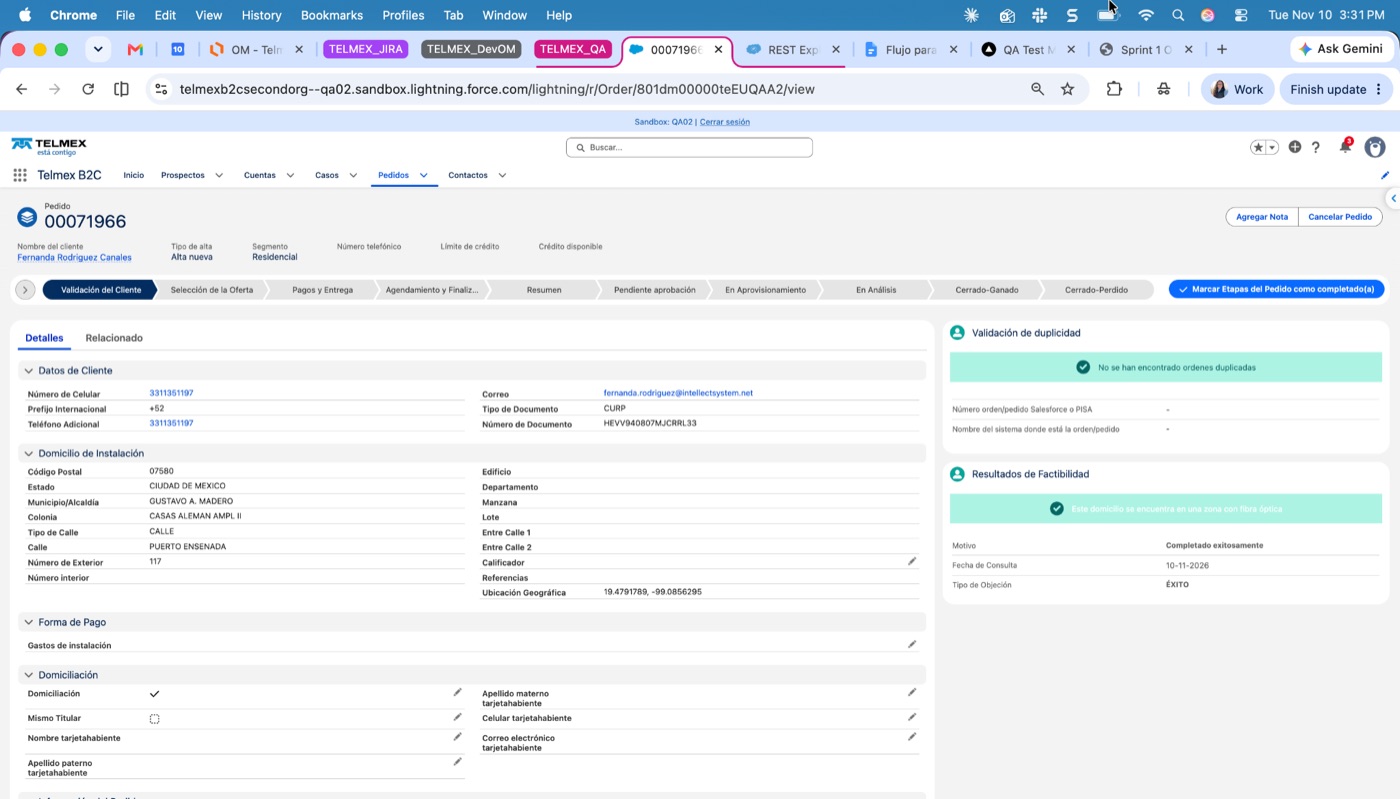 Chrome File Edit View History Bookmarks Profiles Tab Window Help Tue Nov 10 3:31 PM
10 OM - Teln TELMEX_JIRA TELMEX_DevOM TELMEX_QA 00071966 REST Exp Flujo para QA Test M Sprint 1 Ask Gemini
telmexb2csecondorg--qa02.sandbox.lightning.force.com/lightning/r/Order/801dm00000teEUQAA2/view Work Finish update
Sandbox: QA02 | Cerrar sesión
TELMEX
está contigo
Buscar...
Telmex B2C Inicio Prospectos Cuentas Casos Pedidos Contactos
Pedido
00071966
Agregar Nota Cancelar Pedido
Nombre del cliente Tipo de alta Segmento Número telefónico Límite de crédito Crédito disponible
Fernanda Rodriguez Canales Alta nueva Residencial
Validación del Cliente Selección de la Oferta Pagos y Entrega Agendamiento y Finaliz... Resumen Pendiente aprobación En Aprovisionamiento En Análisis Cerrado-Ganado Cerrado-Perdido Marcar Etapas del Pedido como completado(a)
Detalles Relacionado
Datos de Cliente
Número de Celular 3311351197 Correo fernanda.rodriguez@intellectsystem.net
Prefijo Internacional +52 Tipo de Documento CURP
Teléfono Adicional 3311351197 Número de Documento HEVV940807MJCRRL33
Domicilio de Instalación
Código Postal 07580 Edificio
Estado CIUDAD DE MEXICO Departamento
Municipio/Alcaldía GUSTAVO A. MADERO Manzana
Colonia CASAS ALEMAN AMPL II Lote
Tipo de Calle CALLE Entre Calle 1
Calle PUERTO ENSENADA Entre Calle 2
Número de Exterior 117 Calificador
Número interior Referencias
Ubicación Geográfica 19.4791789, -99.0856295
Forma de Pago
Gastos de instalación
Domiciliación
Domiciliación Apellido materno tarjetahabiente
Mismo Titular Celular tarjetahabiente
Nombre tarjetahabiente Correo electrónico tarjetahabiente
Apellido paterno tarjetahabiente
Validación de duplicidad
No se han encontrado ordenes duplicadas
Número orden/pedido Salesforce o PISA -
Nombre del sistema donde está la orden/pedido -
Resultados de Factibilidad
Este domicilio se encuentra en una zona con fibra óptica
Motivo Completado exitosamente
Fecha de Consulta 10-11-2026
Tipo de Objeción ÉXITO